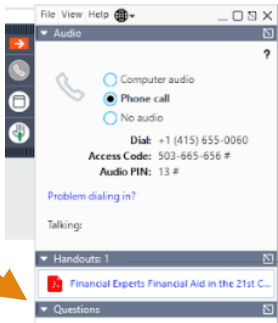 File View Help
Audio
?
Computer audio
Phone call
No audio
Dial: +1 (415) 655-0060
Access Code: 503-665-656 #
Audio PIN: 13 #
Problem dialing in?
Talking:
Handouts: 1
Financial Experts Financial Aid in the 21st C...
Questions